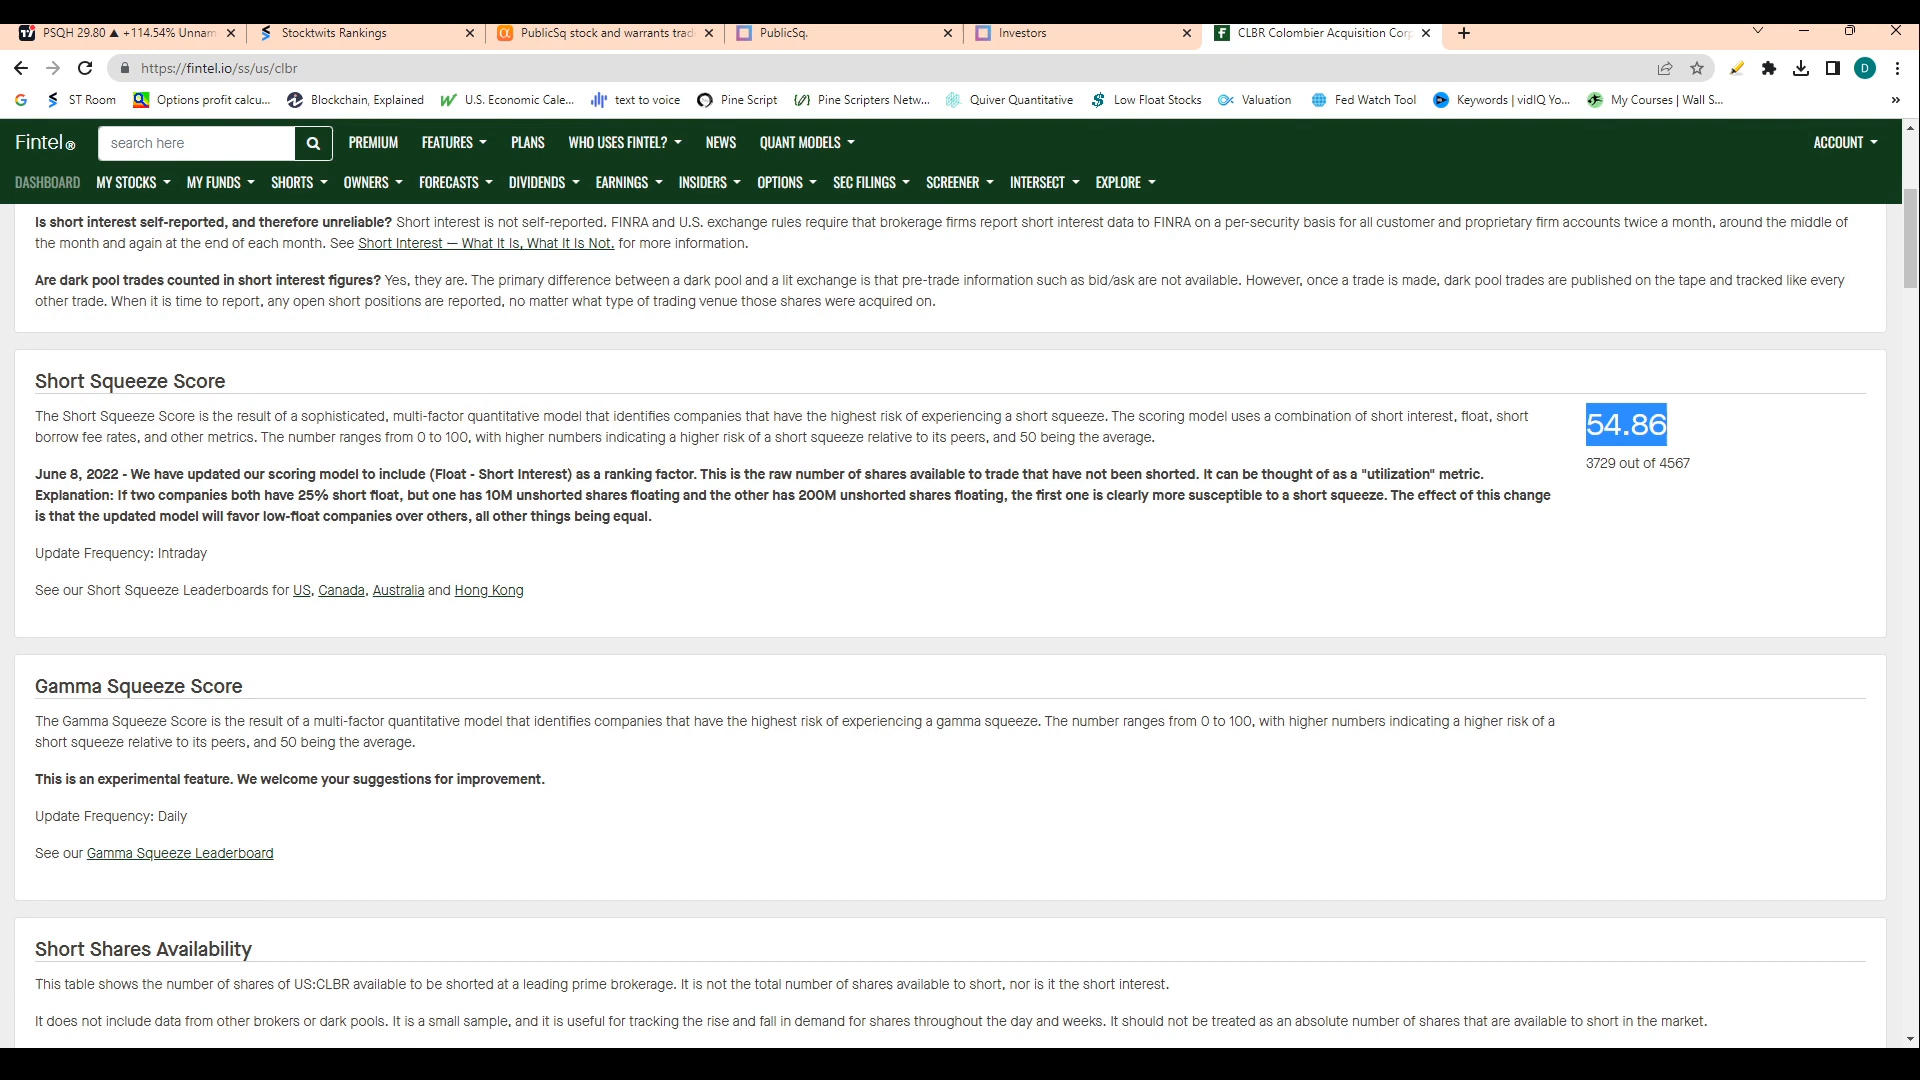 PSQH 29.80 ▲ +114.54% Unnam
Stocktwits Rankings
PublicSq stock and warrants trad
PublicSq.
Investors
CLBR Colombier Acquisition Corp
https://fintel.io/ss/us/clbr
D
ST Room
Options profit calcu...
Blockchain, Explained
U.S. Economic Cale...
text to voice
Pine Script
Pine Scripters Netw...
Quiver Quantitative
Low Float Stocks
Valuation
Fed Watch Tool
Keywords | vidIQ Yo...
My Courses | Wall S...
»
Fintel®
search here
PREMIUM
FEATURES
PLANS
WHO USES FINTEL?
NEWS
QUANT MODELS
ACCOUNT
DASHBOARD
MY STOCKS
MY FUNDS
SHORTS
OWNERS
FORECASTS
DIVIDENDS
EARNINGS
INSIDERS
OPTIONS
SEC FILINGS
SCREENER
INTERSECT
EXPLORE
Is short interest self-reported, and therefore unreliable? Short interest is not self-reported. FINRA and U.S. exchange rules require that brokerage firms report short interest data to FINRA on a per-security basis for all customer and proprietary firm accounts twice a month, around the middle of
the month and again at the end of each month. See Short Interest — What It Is, What It Is Not. for more information.
Are dark pool trades counted in short interest figures? Yes, they are. The primary difference between a dark pool and a lit exchange is that pre-trade information such as bid/ask are not available. However, once a trade is made, dark pool trades are published on the tape and tracked like every
other trade. When it is time to report, any open short positions are reported, no matter what type of trading venue those shares were acquired on.
Short Squeeze Score
The Short Squeeze Score is the result of a sophisticated, multi-factor quantitative model that identifies companies that have the highest risk of experiencing a short squeeze. The scoring model uses a combination of short interest, float, short
borrow fee rates, and other metrics. The number ranges from 0 to 100, with higher numbers indicating a higher risk of a short squeeze relative to its peers, and 50 being the average.
54.86
3729 out of 4567
June 8, 2022 - We have updated our scoring model to include (Float - Short Interest) as a ranking factor. This is the raw number of shares available to trade that have not been shorted. It can be thought of as a "utilization" metric.
Explanation: If two companies both have 25% short float, but one has 10M unshorted shares floating and the other has 200M unshorted shares floating, the first one is clearly more susceptible to a short squeeze. The effect of this change
is that the updated model will favor low-float companies over others, all other things being equal.
Update Frequency: Intraday
See our Short Squeeze Leaderboards for US, Canada, Australia and Hong Kong
Gamma Squeeze Score
The Gamma Squeeze Score is the result of a multi-factor quantitative model that identifies companies that have the highest risk of experiencing a gamma squeeze. The number ranges from 0 to 100, with higher numbers indicating a higher risk of a
short squeeze relative to its peers, and 50 being the average.
This is an experimental feature. We welcome your suggestions for improvement.
Update Frequency: Daily
See our Gamma Squeeze Leaderboard
Short Shares Availability
This table shows the number of shares of US:CLBR available to be shorted at a leading prime brokerage. It is not the total number of shares available to short, nor is it the short interest.
It does not include data from other brokers or dark pools. It is a small sample, and it is useful for tracking the rise and fall in demand for shares throughout the day and weeks. It should not be treated as an absolute number of shares that are available to short in the market.